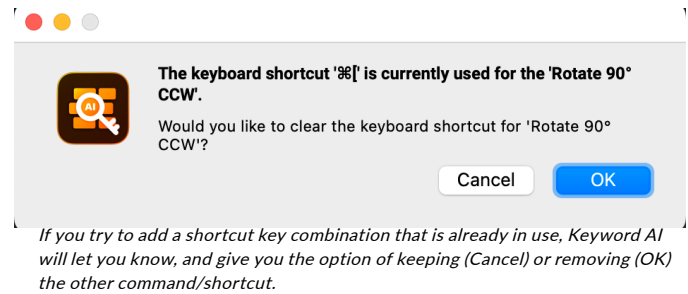 The keyboard shortcut '⌘[' is currently used for the 'Rotate 90°
CCW'.
AI
Would you like to clear the keyboard shortcut for 'Rotate 90°
CCW'?
Cancel
OK
If you try to add a shortcut key combination that is already in use, Keyword AI
will let you know, and give you the option of keeping (Cancel) or removing (OK)
the other command/shortcut.